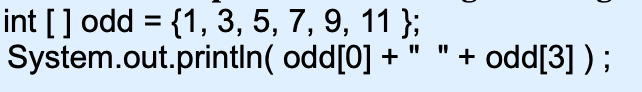 int [ ] odd = {1, 3, 5, 7, 9, 11 };
System.out.println( odd[0] + "  " + odd[3] ) ;